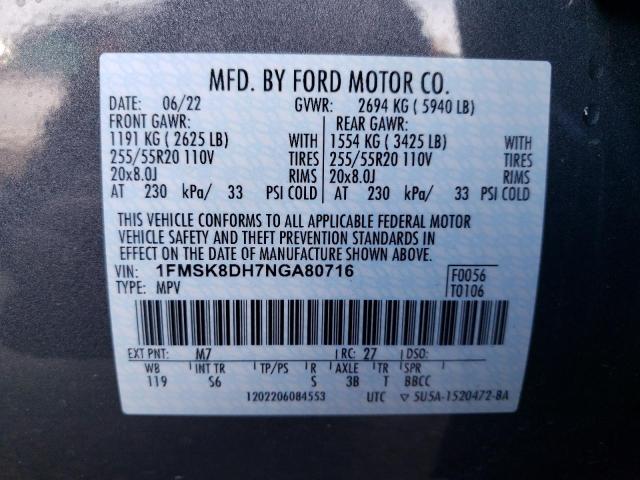 MFD. BY FORD MOTOR CO.
DATE: 06/22 GVWR: 2694 KG ( 5940 LB)
FRONT GAWR: REAR GAWR:
1191 KG ( 2625 LB) WITH 1554 KG ( 3425 LB) WITH
255/55R20 110V TIRES 255/55R20 110V TIRES
20x8.0J RIMS 20x8.0J RIMS
AT 230 kPa/ 33 PSI COLD AT 230 kPa/ 33 PSI COLD
THIS VEHICLE CONFORMS TO ALL APPLICABLE FEDERAL MOTOR
VEHICLE SAFETY AND THEFT PREVENTION STANDARDS IN
EFFECT ON THE DATE OF MANUFACTURE SHOWN ABOVE.
VIN: 1FMSK8DH7NGA80716 F0056
TYPE: MPV T0106
EXT PNT: M7 RC: 27 DSO:
WB INT TR TP/PS R AXLE TR SPR
119 S6 S 3B T BBCC
1202206084553 UTC ▽ 5U5A-1520472-BA